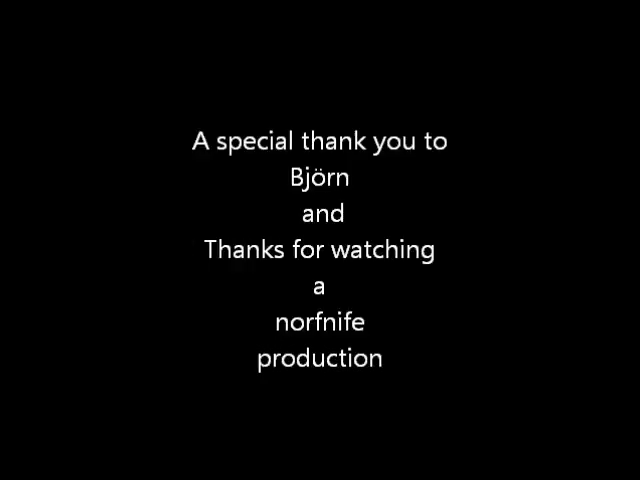 A special thank you to
Björn
and
Thanks for watching
a
norfnife
production